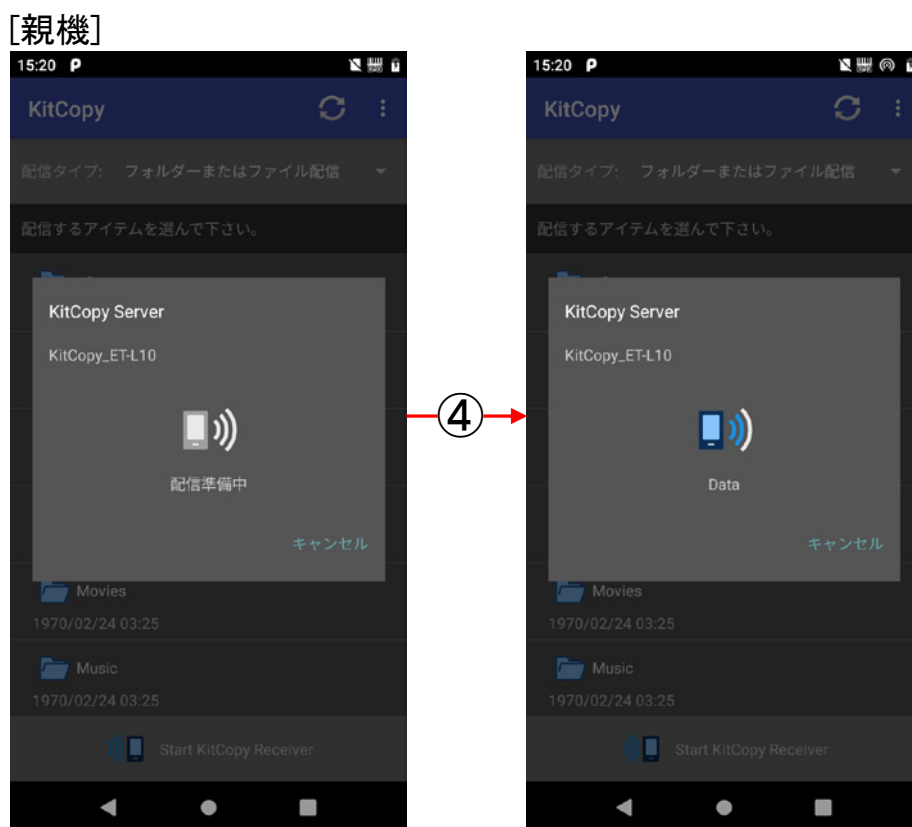 [親機]
15:20
KitCopy
配信タイプ: フォルダーまたはファイル配信
配信するアイテムを選んで下さい。
KitCopy Server
KitCopy_ET-L10
配信準備中
キャンセル
Movies
1970/02/24 03:25
Music
1970/02/24 03:25
Start KitCopy Receiver
④
15:20
KitCopy
配信タイプ: フォルダーまたはファイル配信
配信するアイテムを選んで下さい。
KitCopy Server
KitCopy_ET-L10
Data
キャンセル
Movies
1970/02/24 03:25
Music
1970/02/24 03:25
Start KitCopy Receiver